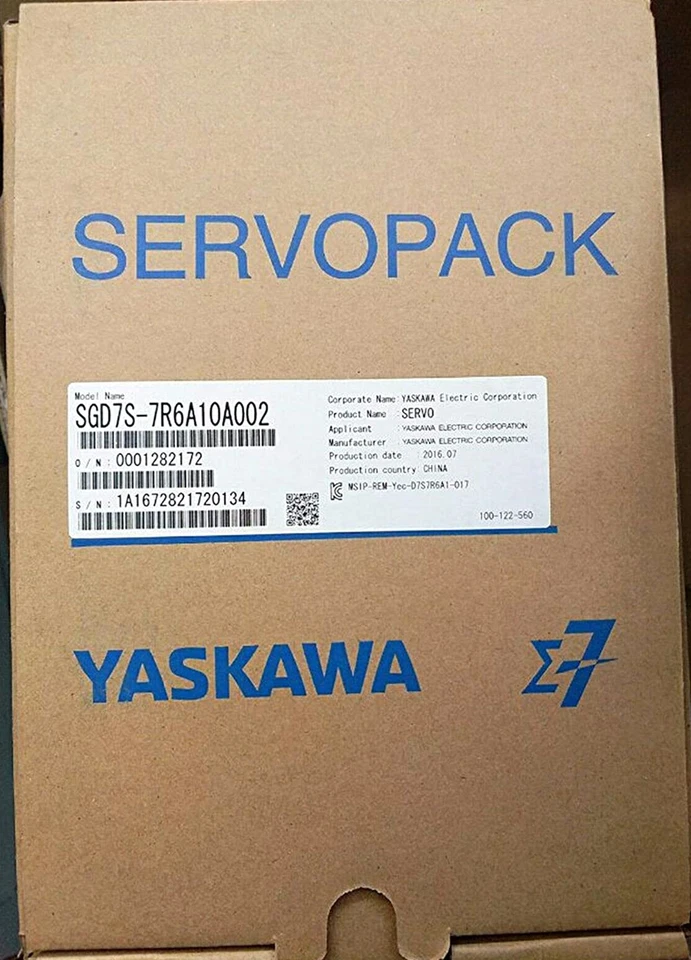 SERVOPACK
Model Name
SGD7S-7R6A10A002
O/N: 0001282172
S/N: 1A1672821720134
Corporate Name: YASKAWA Electric Corporation
Product Name : SERVO
Applicant : YASKAWA ELECTRIC CORPORATION
Manufacturer : YASKAWA ELECTRIC CORPORATION
Production date : 2016.07
Production country: CHINA
MSIP-REM-Yec-D7S7R6A1-017
100-122-560
YASKAWA
Σ-7